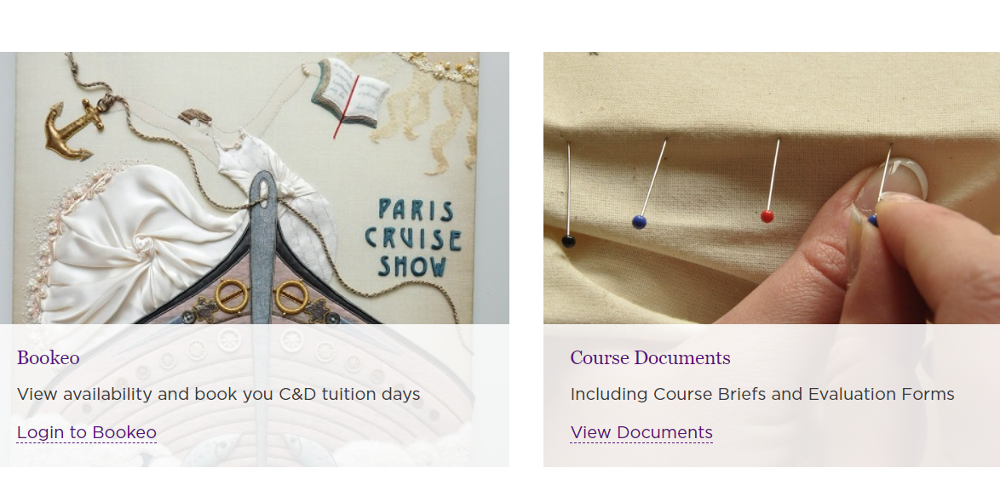 PARIS
CRUISE
SHOW
Bookeo
View availability and book you C&D tuition days
Login to Bookeo
Course Documents
Including Course Briefs and Evaluation Forms
View Documents